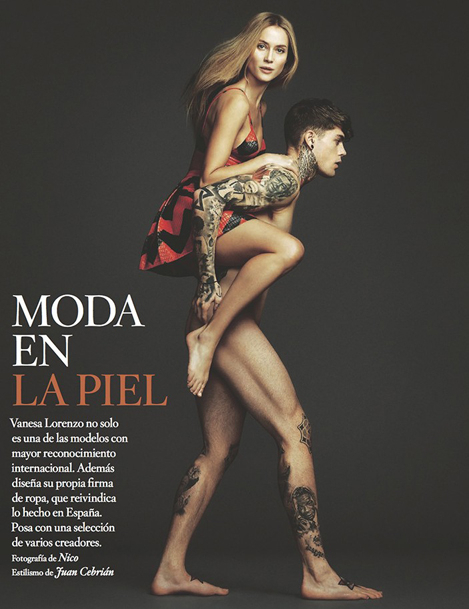 MODA
EN
LA PIEL
Vanesa Lorenzo no solo
es una de las modelos con
mayor reconocimiento
internacional. Además
diseña su propia firma
de ropa, que reivindica
lo hecho en España.
Posa con una selección
de varios creadores.
Fotografía de Nico
Estilismo de Juan Cebrián